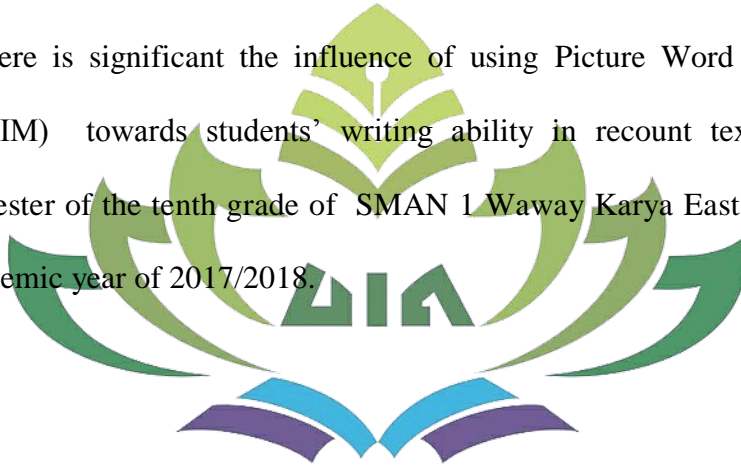 ere is significant the influence of using Picture Word
IM) towards students’ writing ability in recount tex
ester of the tenth grade of SMAN 1 Waway Karya East
emic year of 2017/2018.
UIN